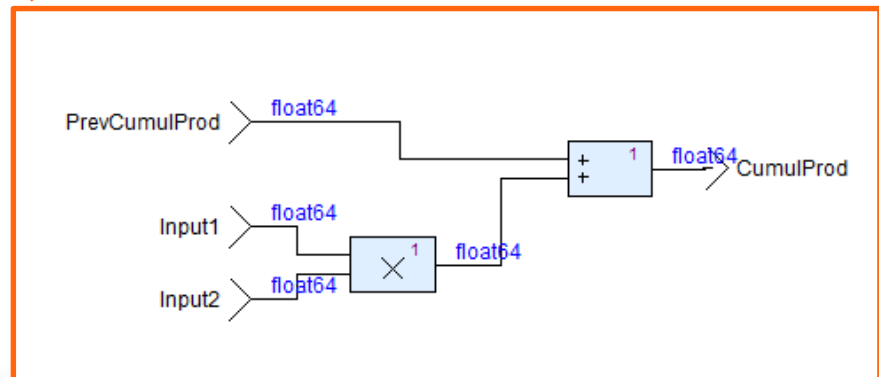 PrevCumulProd float64
+ 1 float64 CumulProd
+
Input1 float64
1 float64
×
Input2 float64